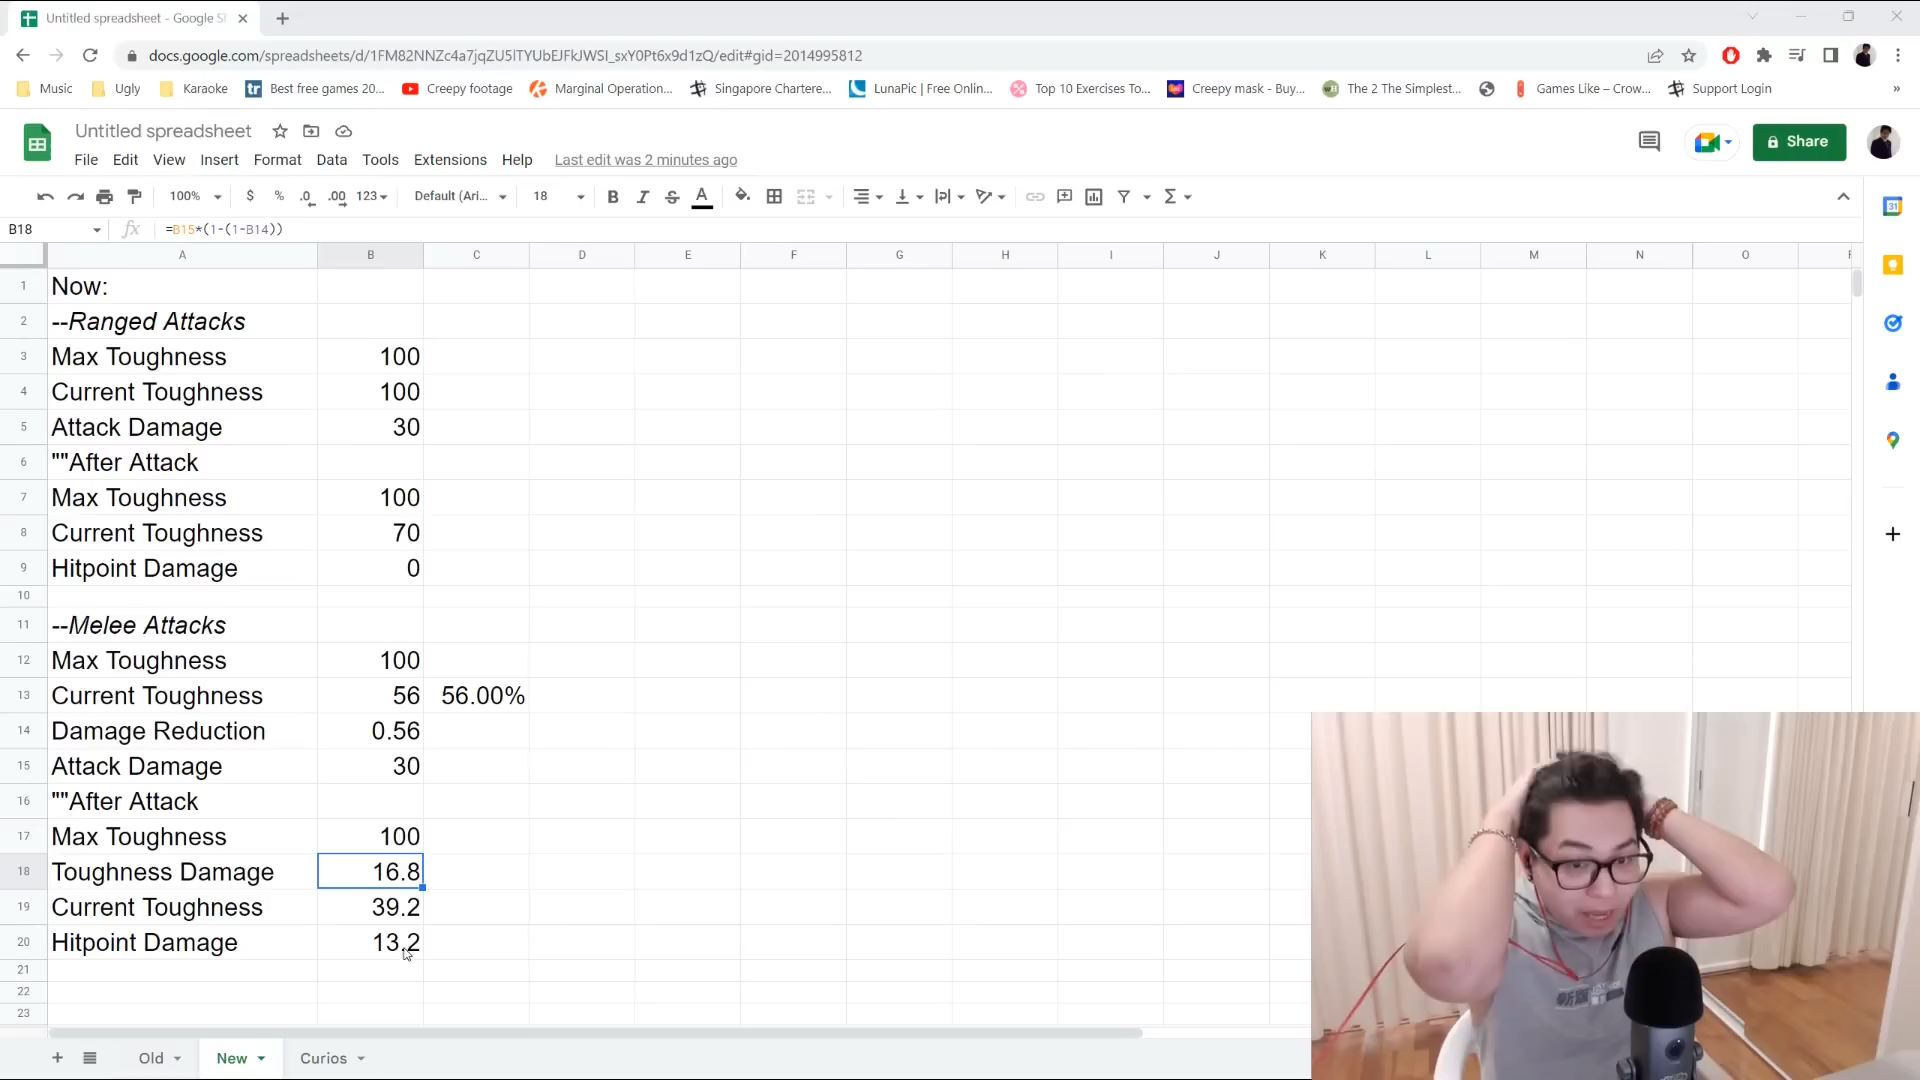 Untitled spreadsheet - Google S
docs.google.com/spreadsheets/d/1FM82NNZc4a7jqZU5lTYUbEJFkJWSI_sxY0Pt6x9d1zQ/edit#gid=2014995812
Music Ugly Karaoke tr Best free games 20... Creepy footage Marginal Operation... Singapore Chartere... LunaPic | Free Onlin... Top 10 Exercises To... Creepy mask - Buy... The 2 The Simplest... Games Like – Crow... Support Login »
Untitled spreadsheet
File Edit View Insert Format Data Tools Extensions Help Last edit was 2 minutes ago
Share
100% $ % .0 .00 123 Default (Ari... 18 B I S A Σ
31
B18 fx =B15*(1-(1-B14))
A B C D E F G H I J K L M N O
1 Now:
2 --Ranged Attacks
3 Max Toughness 100
4 Current Toughness 100
5 Attack Damage 30
6 ""After Attack
7 Max Toughness 100
8 Current Toughness 70
9 Hitpoint Damage 0
10
11 --Melee Attacks
12 Max Toughness 100
13 Current Toughness 56 56.00%
14 Damage Reduction 0.56
15 Attack Damage 30
16 ""After Attack
17 Max Toughness 100
18 Toughness Damage 16.8
19 Current Toughness 39.2
20 Hitpoint Damage 13.2
21
22
23
Old New Curios